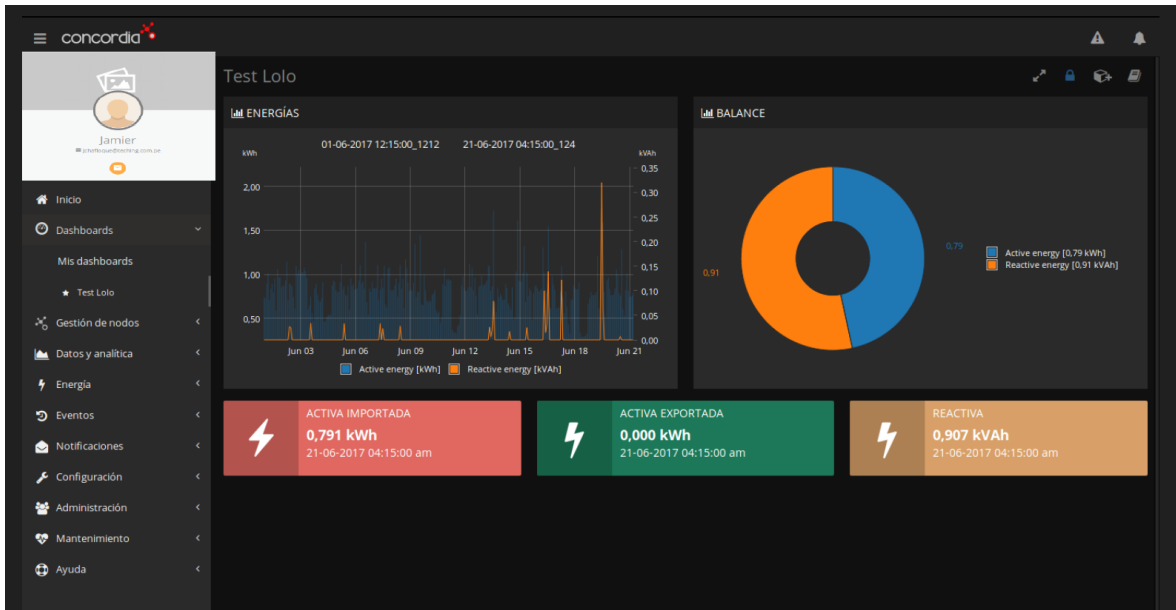 concordia
Jamier
Inicio
Dashboards
Mis dashboards
Test Lolo
Gestión de nodos
Datos y analítica
Energía
Eventos
Notificaciones
Configuración
Administración
Mantenimiento
Ayuda
Test Lolo
ENERGÍAS
01-06-2017 12:15:00_1212 21-06-2017 04:15:00_124
kWh
kVAh
2,00
1,50
1,00
0,50
0,35
0,30
0,25
0,20
0,15
0,10
0,05
0,00
Jun 03 Jun 06 Jun 09 Jun 12 Jun 15 Jun 18 Jun 21
Active energy [kWh] Reactive energy [kVAh]
BALANCE
0,79
0,91
Active energy [0,79 kWh]
Reactive energy [0,91 kVAh]
ACTIVA IMPORTADA
0,791 kWh
21-06-2017 04:15:00 am
ACTIVA EXPORTADA
0,000 kWh
21-06-2017 04:15:00 am
REACTIVA
0,907 kVAh
21-06-2017 04:15:00 am